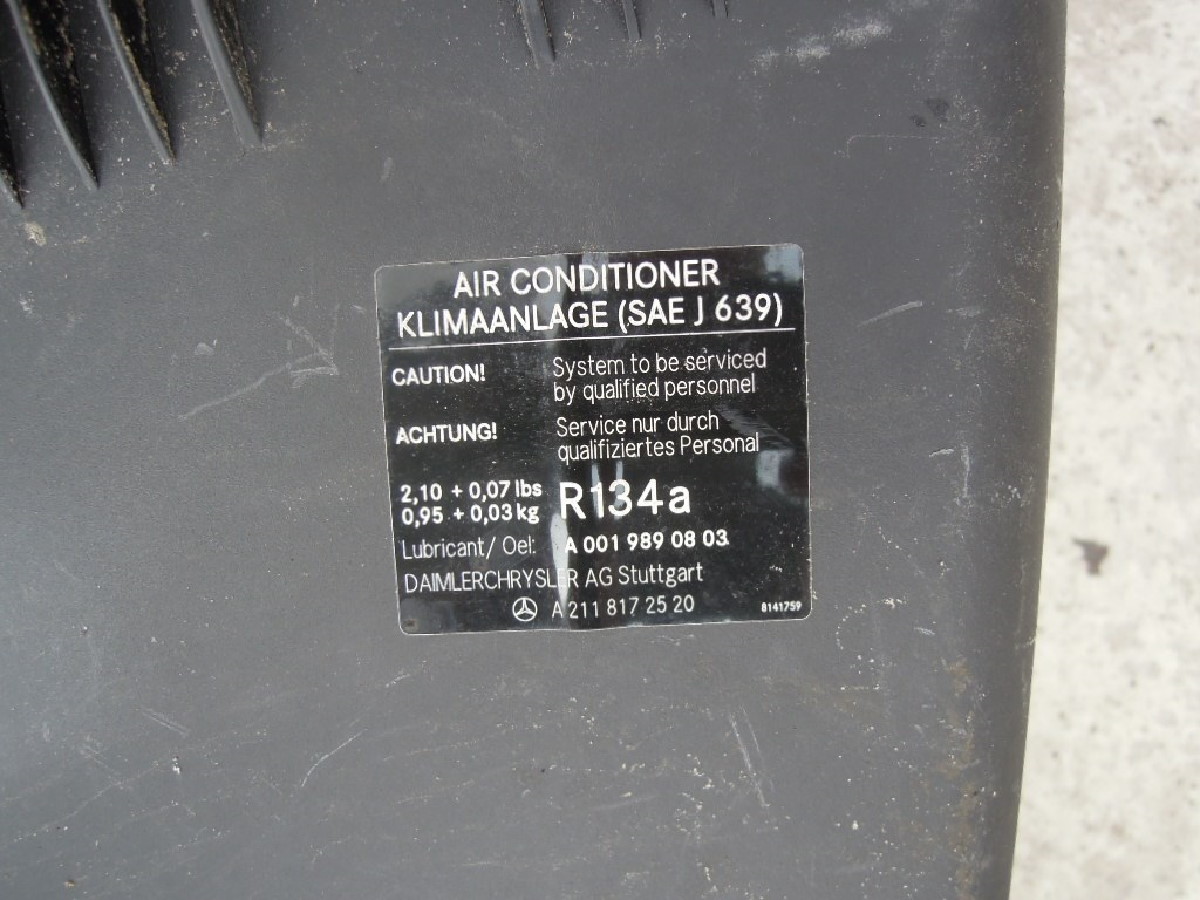 AIR CONDITIONER
KLIMAANLAGE (SAE J 639)
CAUTION! System to be serviced
by qualified personnel
ACHTUNG! Service nur durch
qualifiziertes Personal
2,10 + 0,07 lbs R134a
0,95 + 0,03 kg
Lubricant/ Oel: A 001 989 08 03
DAIMLERCHRYSLER AG Stuttgart
A 211 817 25 20 8141759